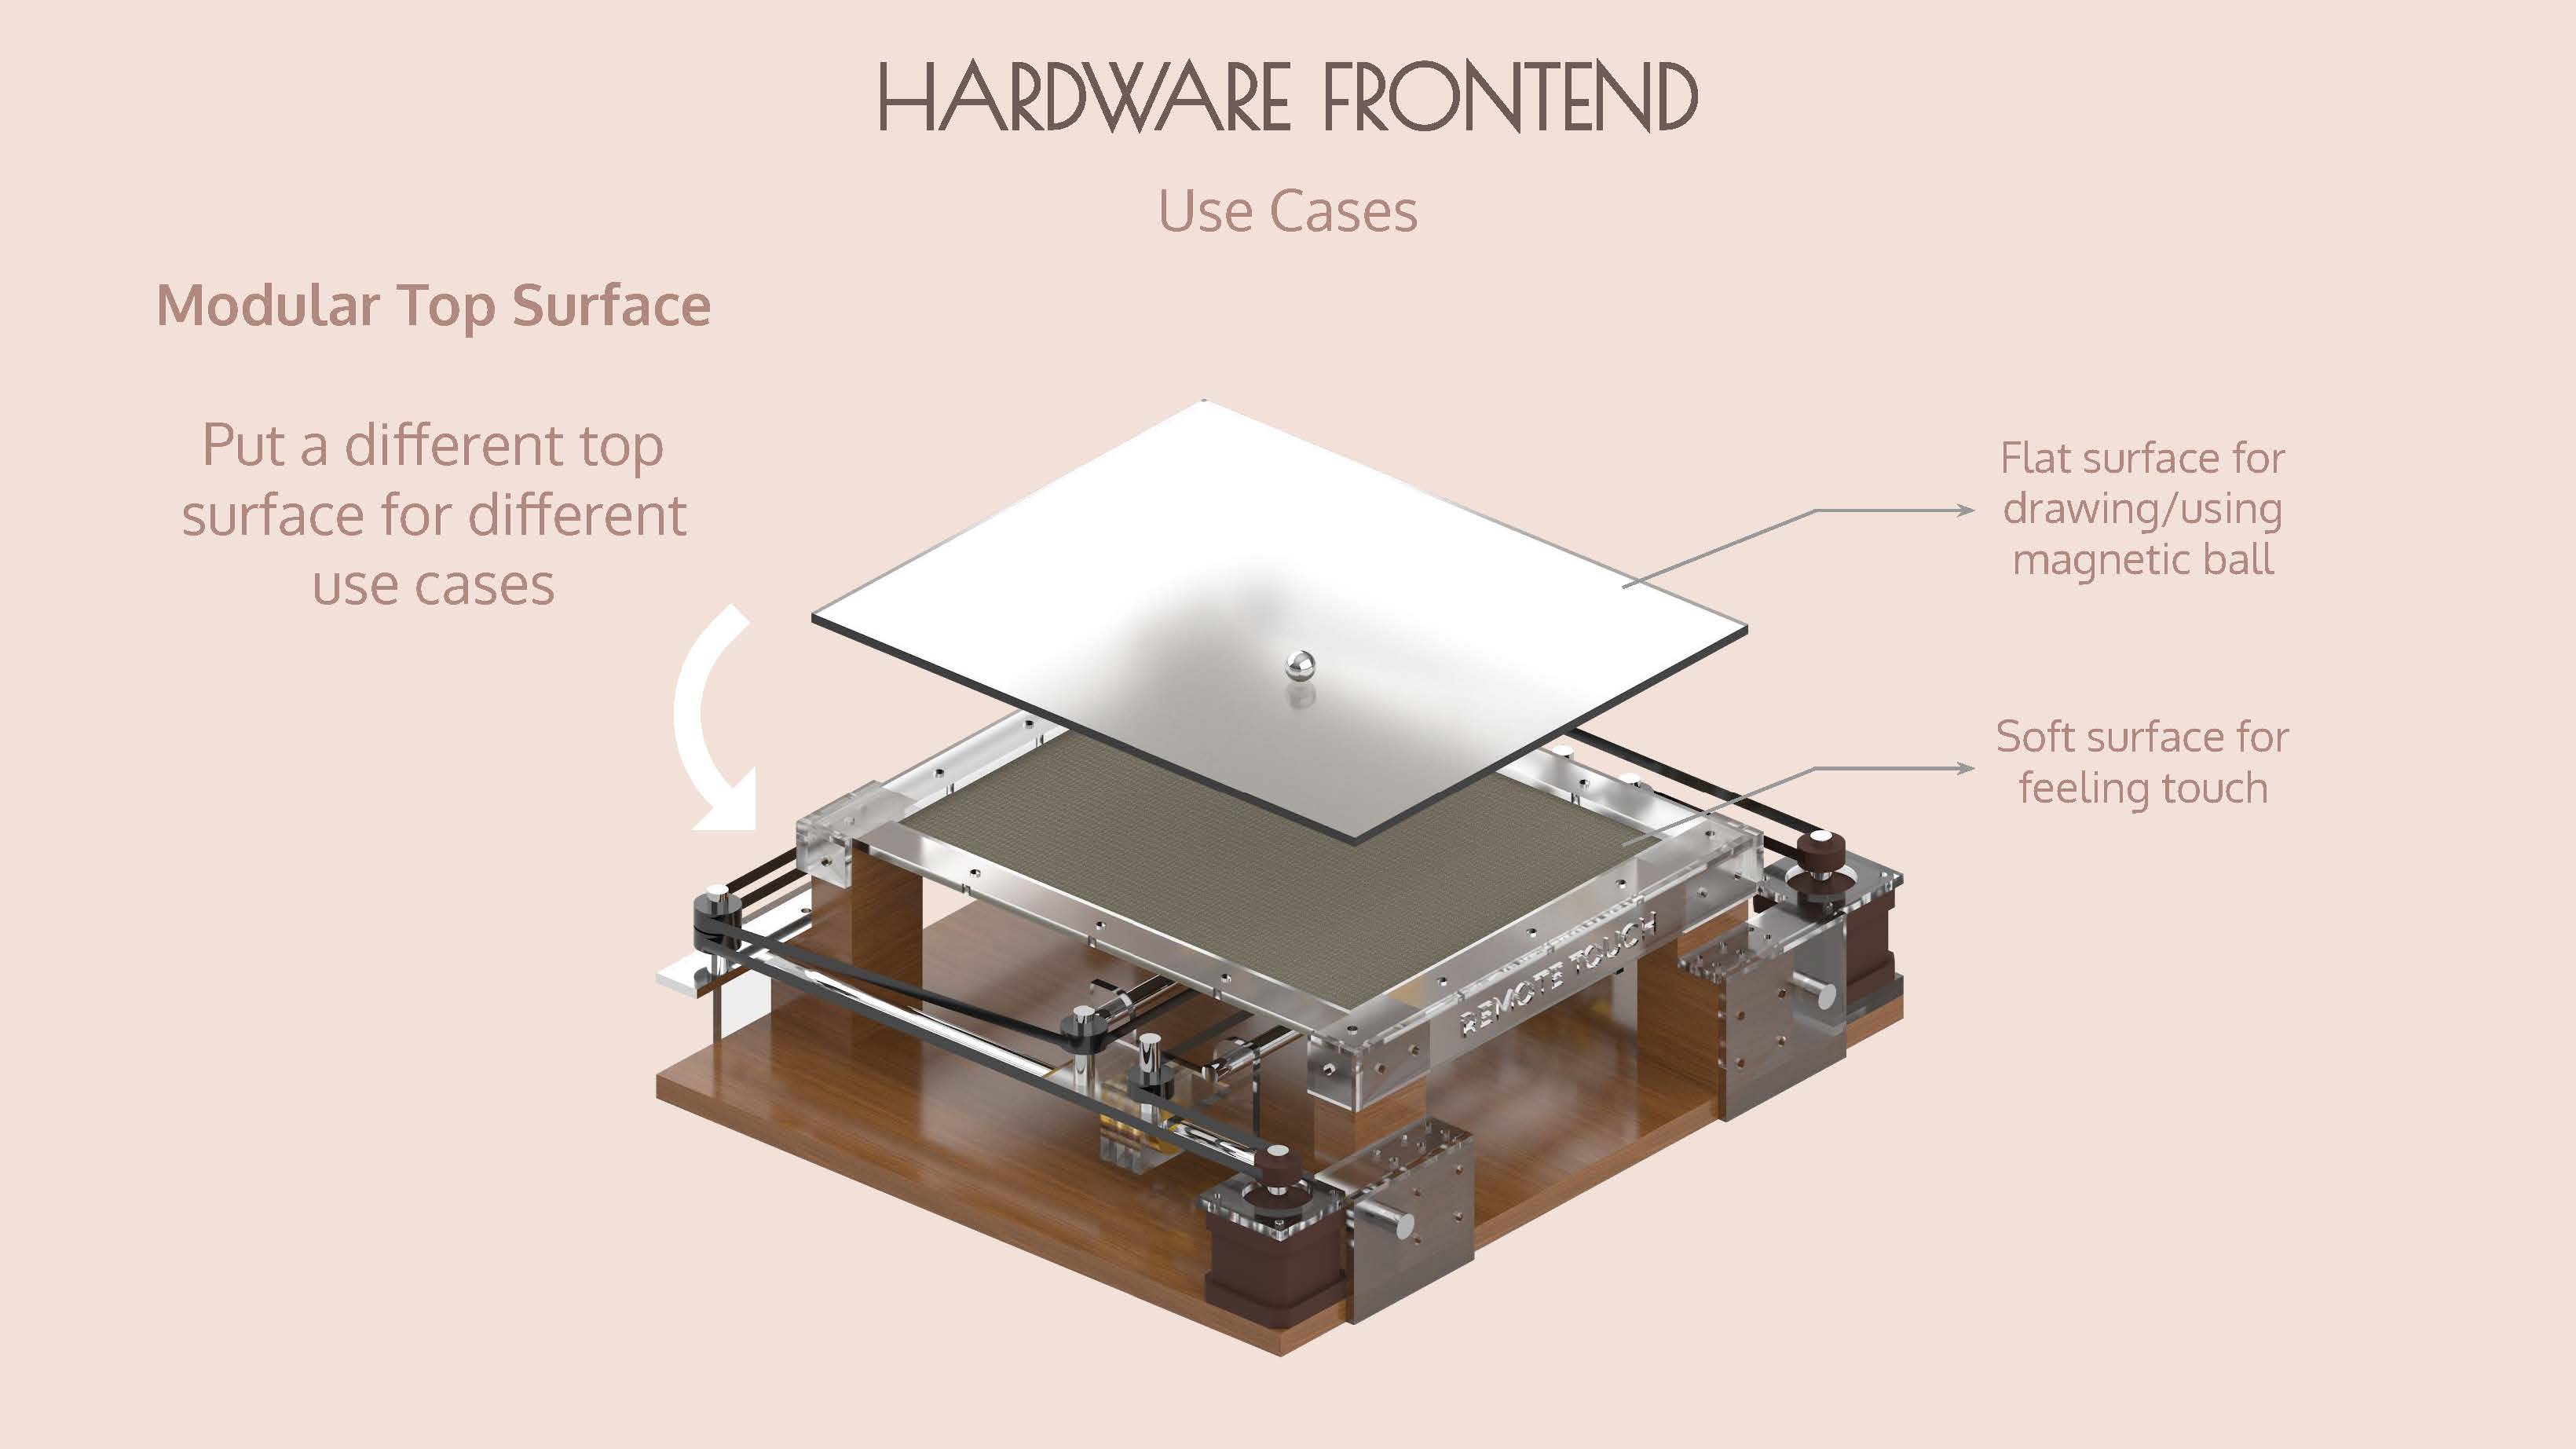 HARDWARE FRONTEND
Use Cases
Modular Top Surface
Put a different top
surface for different
use cases
Flat surface for
drawing/using
magnetic ball
Soft surface for
feeling touch
REMOTE TOUCH